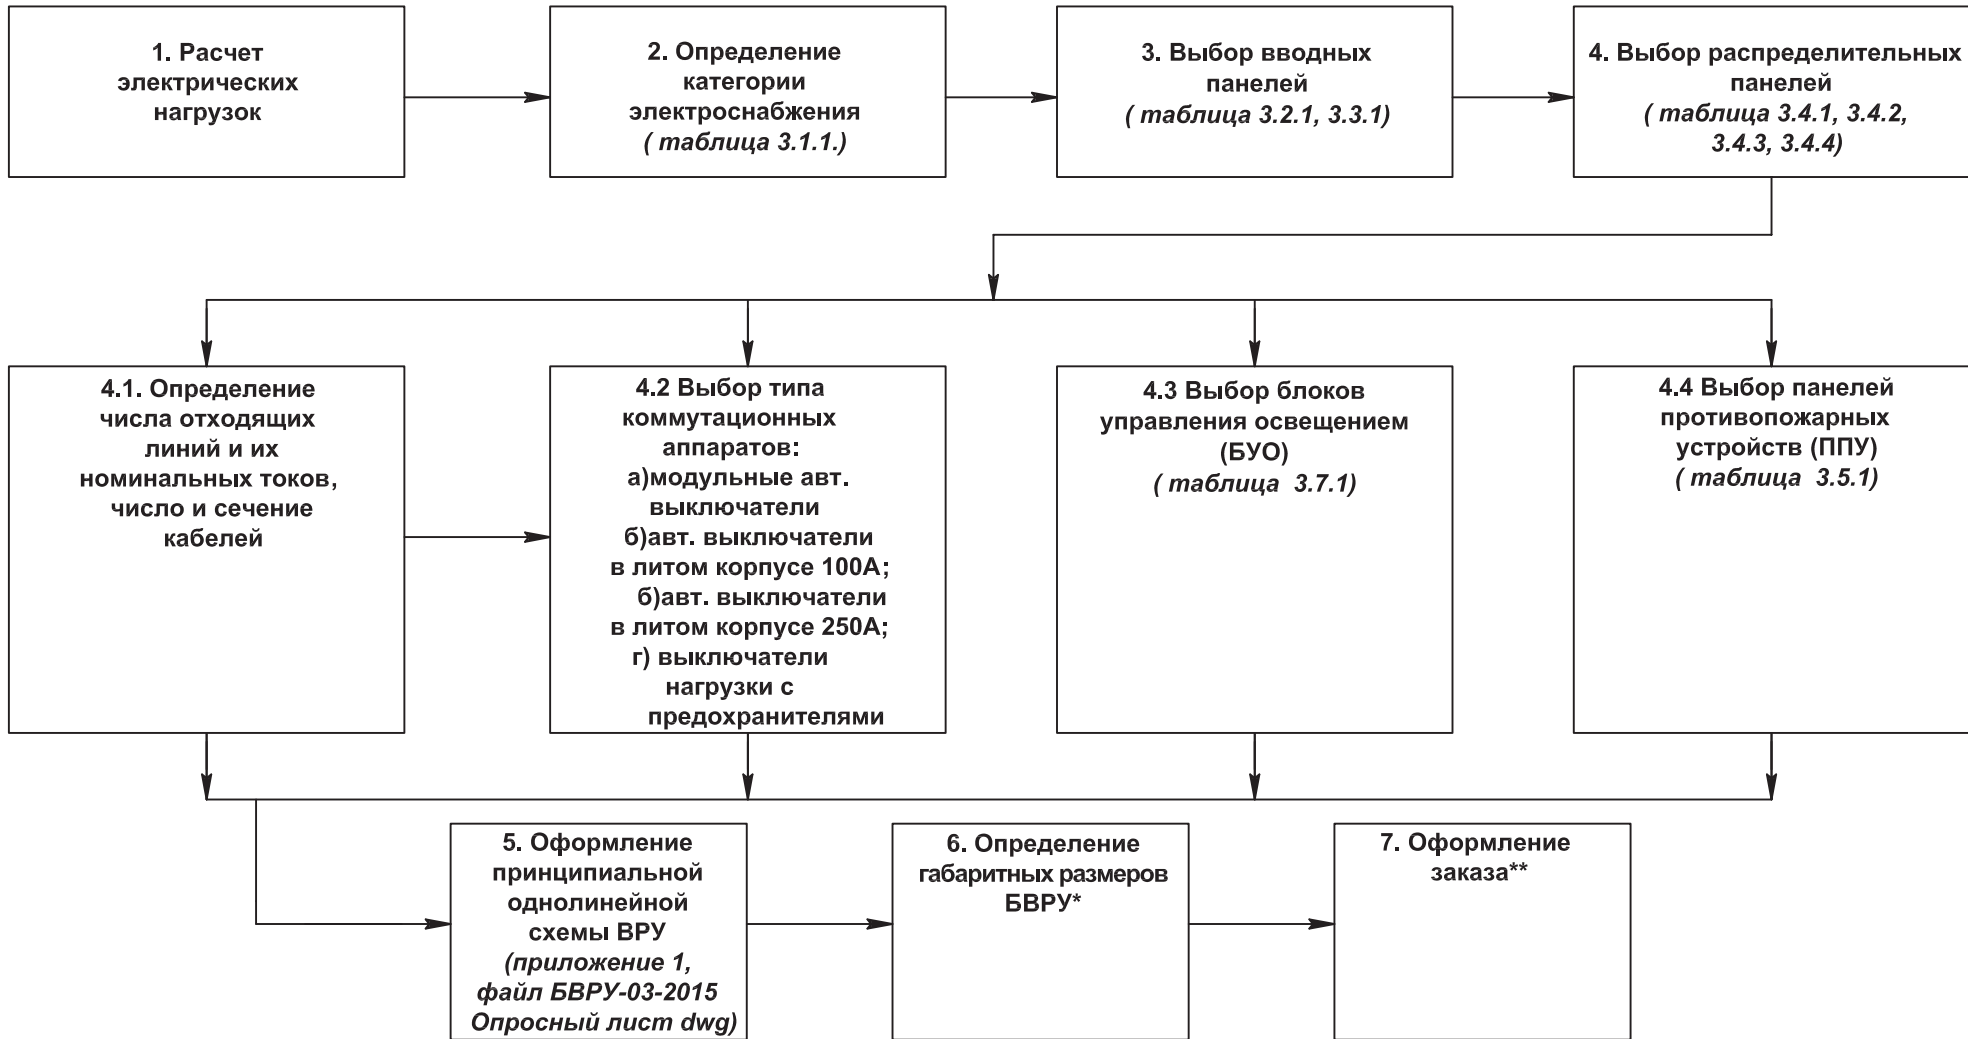 1. Расчет
электрических
нагрузок
2. Определение
категории
электроснабжения
( таблица 3.1.1.)
3. Выбор вводных
панелей
( таблица 3.2.1, 3.3.1)
4. Выбор распределительных
панелей
( таблица 3.4.1, 3.4.2,
3.4.3, 3.4.4)
4.1. Определение
числа отходящих
линий и их
номинальных токов,
число и сечение
кабелей
4.2 Выбор типа
коммутационных
аппаратов:
а)модульные авт.
выключатели
б)авт. выключатели
в литом корпусе 100А;
б)авт. выключатели
в литом корпусе 250А;
г) выключатели
нагрузки с
предохранителями
4.3 Выбор блоков
управления освещением
(БУО)
( таблица 3.7.1)
4.4 Выбор панелей
противопожарных
устройств (ППУ)
( таблица 3.5.1)
5. Оформление
принципиальной
однолинейной
схемы ВРУ
(приложение 1,
файл БВРУ-03-2015
Опросный лист dwg)
6. Определение
габаритных размеров
БВРУ*
7. Оформление
заказа**